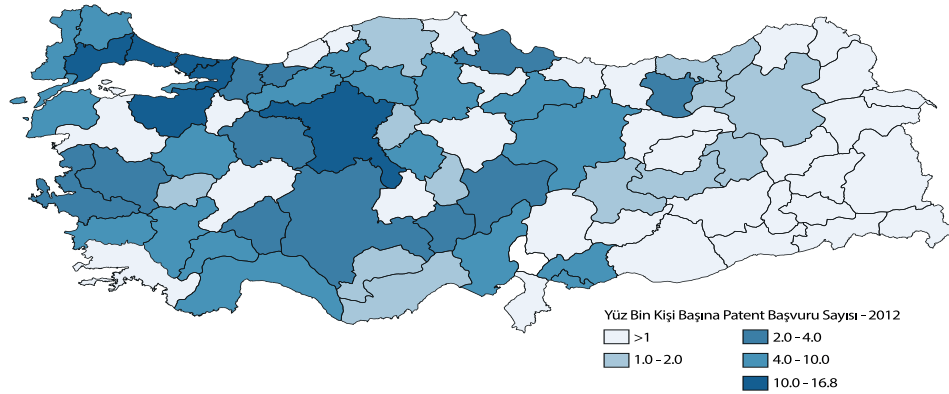 Yüz Bin Kişi Başına Patent Başvuru Sayısı - 2012
>1
2.0 - 4.0
1.0 - 2.0
4.0 - 10.0
10.0 - 16.8